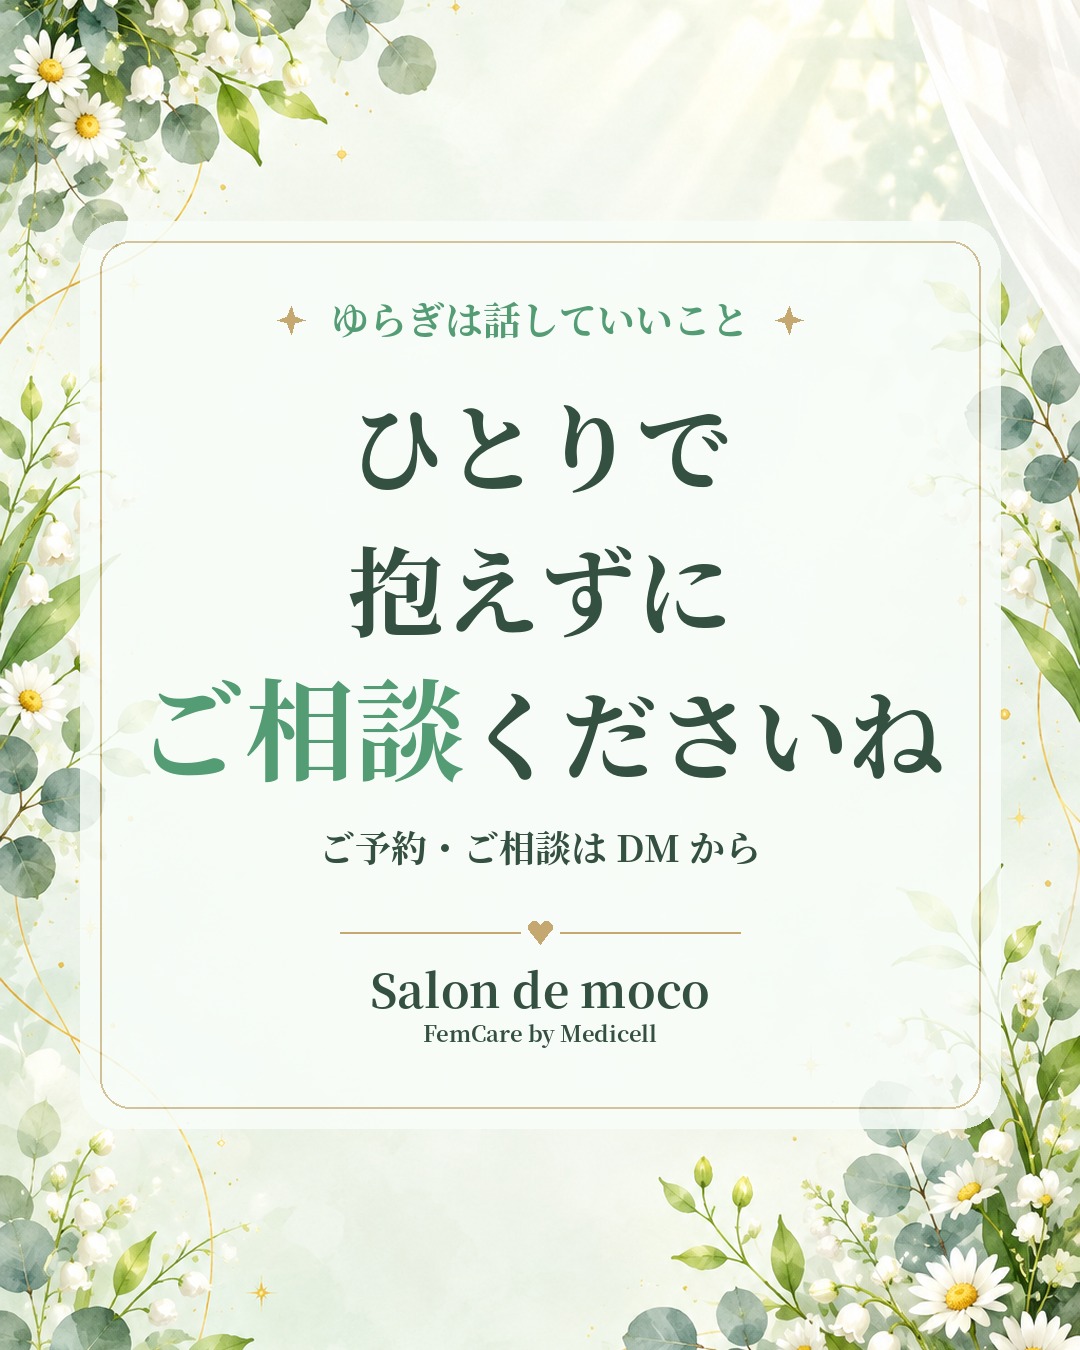 ゆらぎは話していいこと
ひとりで
抱えずに
ご相談くださいね
ご予約・ご相談は DM から
Salon de moco
FemCare by Medicell